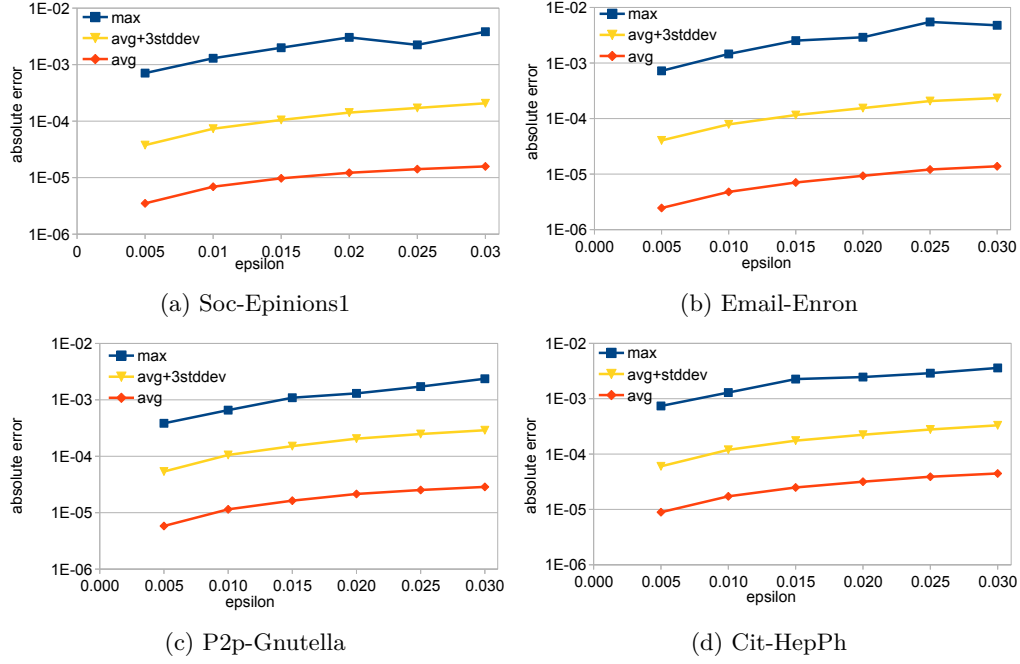 1E-02
max
avg+3stddev
avg
1E-03
1E-04
1E-05
1E-06
absolute error
0 0.005 0.01 0.015 0.02 0.025 0.03
epsilon
(a) Soc-Epinions1
1E-02
max
avg+3stddev
avg
1E-03
1E-04
1E-05
1E-06
absolute error
0.000 0.005 0.010 0.015 0.020 0.025 0.030
epsilon
(b) Email-Enron
1E-02
max
avg+3stddev
avg
1E-03
1E-04
1E-05
1E-06
absolute error
0.000 0.005 0.010 0.015 0.020 0.025 0.030
epsilon
(c) P2p-Gnutella
1E-02
max
avg+stddev
avg
1E-03
1E-04
1E-05
1E-06
absolute error
0.000 0.005 0.010 0.015 0.020 0.025 0.030
epsilon
(d) Cit-HepPh